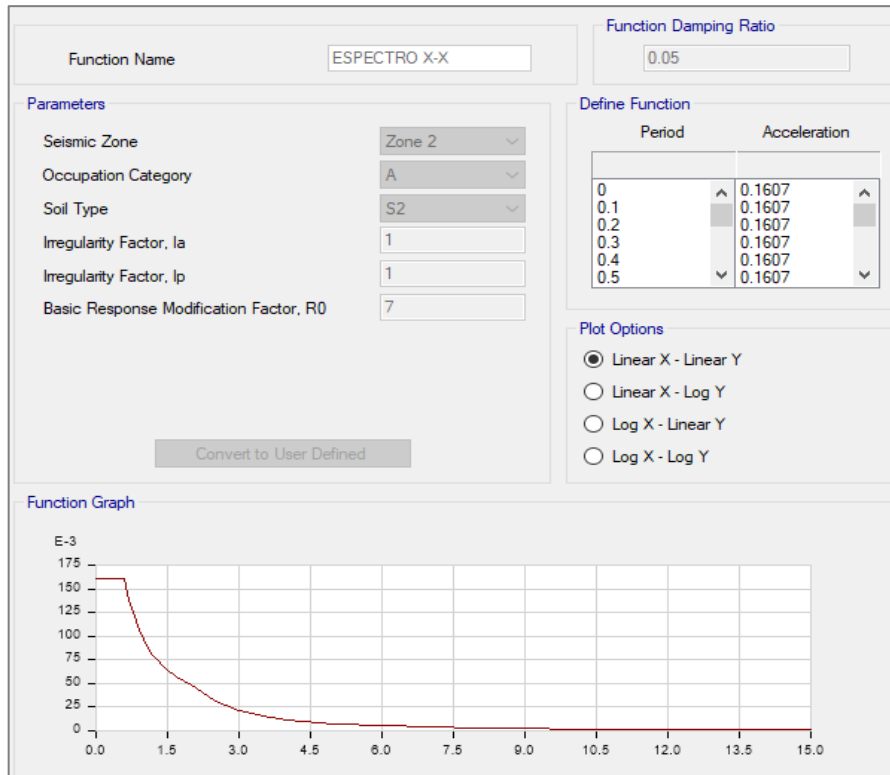 Function Name
ESPECTRO X-X
Function Damping Ratio
0.05
Parameters
Seismic Zone
Zone 2
Occupation Category
A
Soil Type
S2
Irregularity Factor, Ia
1
Irregularity Factor, Ip
1
Basic Response Modification Factor, R0
7
Convert to User Defined
Define Function
Period Acceleration
0 0.1607
0.1 0.1607
0.2 0.1607
0.3 0.1607
0.4 0.1607
0.5 0.1607
Plot Options
Linear X - Linear Y
Linear X - Log Y
Log X - Linear Y
Log X - Log Y
Function Graph
E-3
175
150
125
100
75
50
25
0
0.0 1.5 3.0 4.5 6.0 7.5 9.0 10.5 12.0 13.5 15.0